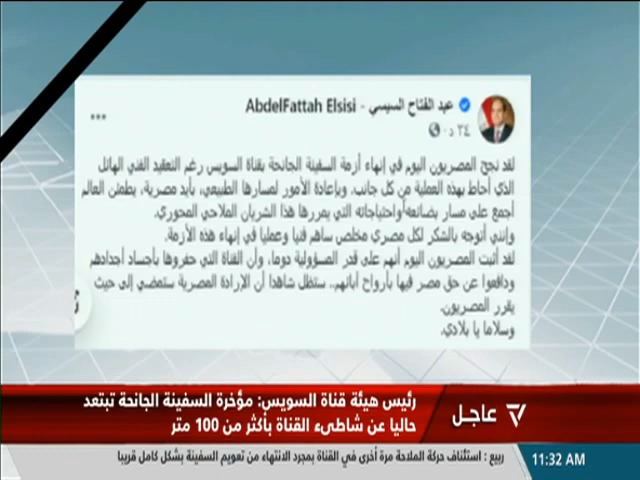 عبد الفتاح السيسي - AbdelFattah Elsisi
٢٤ د
لقد نجح المصريون اليوم في إنهاء أزمة السفينة الجانحة بقناة السويس رغم التعقيد الفني الهائل
الذي أحاط بهذه العملية من كل جانب. وبإعادة الأمور لمسارها الطبيعي، بأيد مصرية، يطمئن العالم
أجمع على مسار بضائعه واحتياجاته التي يمررها هذا الشريان الملاحي المحوري.
وإنني أتوجه بالشكر لكل مصري مخلص ساهم فنيا وعمليا في إنهاء هذه الأزمة.
لقد أثبت المصريون اليوم أنهم على قدر المسؤولية دوما، وأن القناة التي حفروها بأجساد أجدادهم
ودافعوا عن حق مصر فيها بأرواح آبائهم.. ستظل شاهدا أن الإرادة المصرية ستمضي إلى حيث
يقرر المصريون.
وسلاما يا بلادي.
عاجل
رئيس هيئة قناة السويس: مؤخرة السفينة الجانحة تبتعد
حاليا عن شاطىء القناة بأكثر من 100 متر
ربيع : استئناف حركة الملاحة مرة أخرى في القناة بمجرد الانتهاء من تعويم السفينة بشكل كامل قريبا
11:32 AM